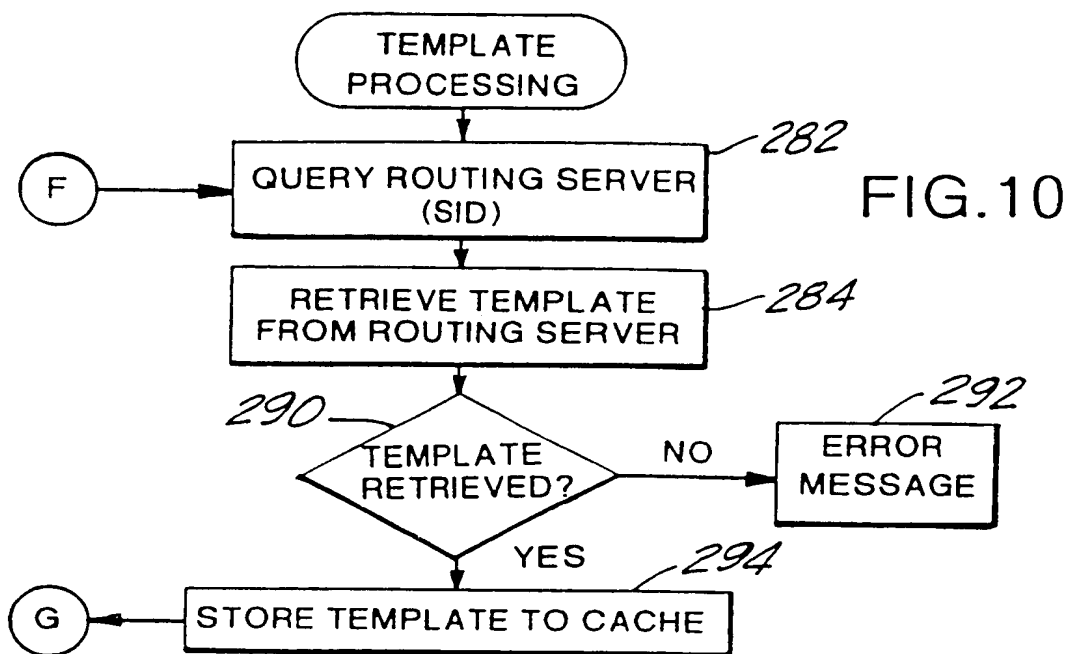 TEMPLATE
PROCESSING
282
F
QUERY ROUTING SERVER
(SID)
FIG.10
RETRIEVE TEMPLATE
FROM ROUTING SERVER
284
290
TEMPLATE
RETRIEVED?
NO
292
ERROR
MESSAGE
YES
294
G
STORE TEMPLATE TO CACHE